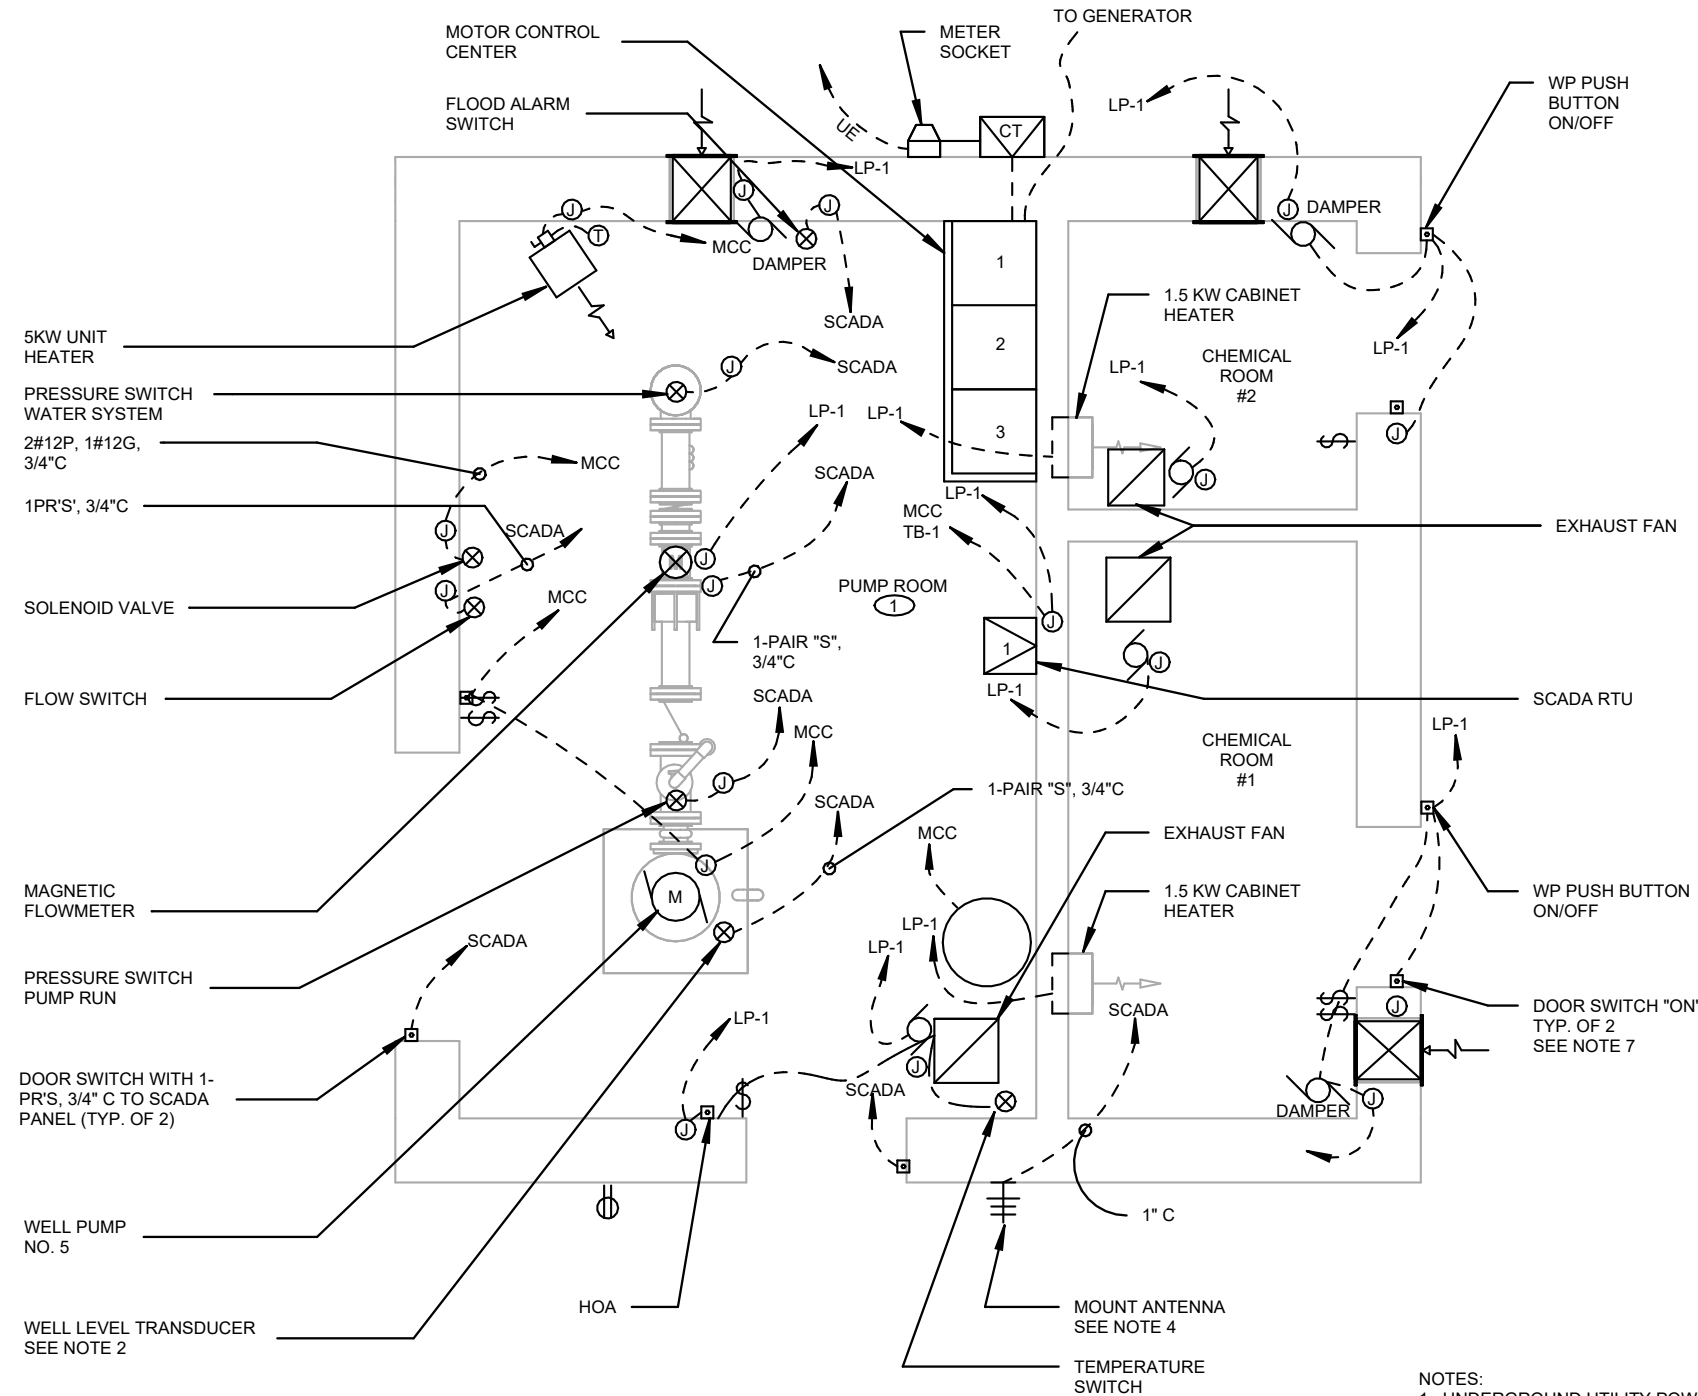 TO GENERATOR
MOTOR CONTROL
CENTER
METER
SOCKET
WP PUSH
BUTTON
ON/OFF
FLOOD ALARM
SWITCH
LP-1
UE
CT
LP-1
J
J
J
J
DAMPER
T
MCC
DAMPER
1
1.5 KW CABINET
HEATER
SCADA
5KW UNIT
HEATER
2
LP-1
CHEMICAL
ROOM
#2
LP-1
J
SCADA
PRESSURE SWITCH
WATER SYSTEM
LP-1
LP-1
3
J
2#12P, 1#12G,
3/4"C
MCC
SCADA
J
LP-1
1PR'S', 3/4"C
MCC
TB-1
J
SCADA
EXHAUST FAN
J
J
PUMP ROOM
1
SOLENOID VALVE
J
MCC
J
1
1-PAIR "S",
3/4"C
J
FLOW SWITCH
SCADA
LP-1
SCADA RTU
MCC
CHEMICAL
ROOM
#1
LP-1
J
1-PAIR "S", 3/4"C
SCADA
MCC
EXHAUST FAN
J
M
MAGNETIC
FLOWMETER
1.5 KW CABINET
HEATER
WP PUSH BUTTON
ON/OFF
LP-1
LP-1
SCADA
PRESSURE SWITCH
PUMP RUN
SCADA
J
DOOR SWITCH "ON"
TYP. OF 2
SEE NOTE 7
LP-1
J
DOOR SWITCH WITH 1-
PR'S, 3/4" C TO SCADA
PANEL (TYP. OF 2)
SCADA
J
DAMPER
J
WELL PUMP
NO. 5
1" C
HOA
MOUNT ANTENNA
SEE NOTE 4
WELL LEVEL TRANSDUCER
SEE NOTE 2
TEMPERATURE
SWITCH
NOTES: